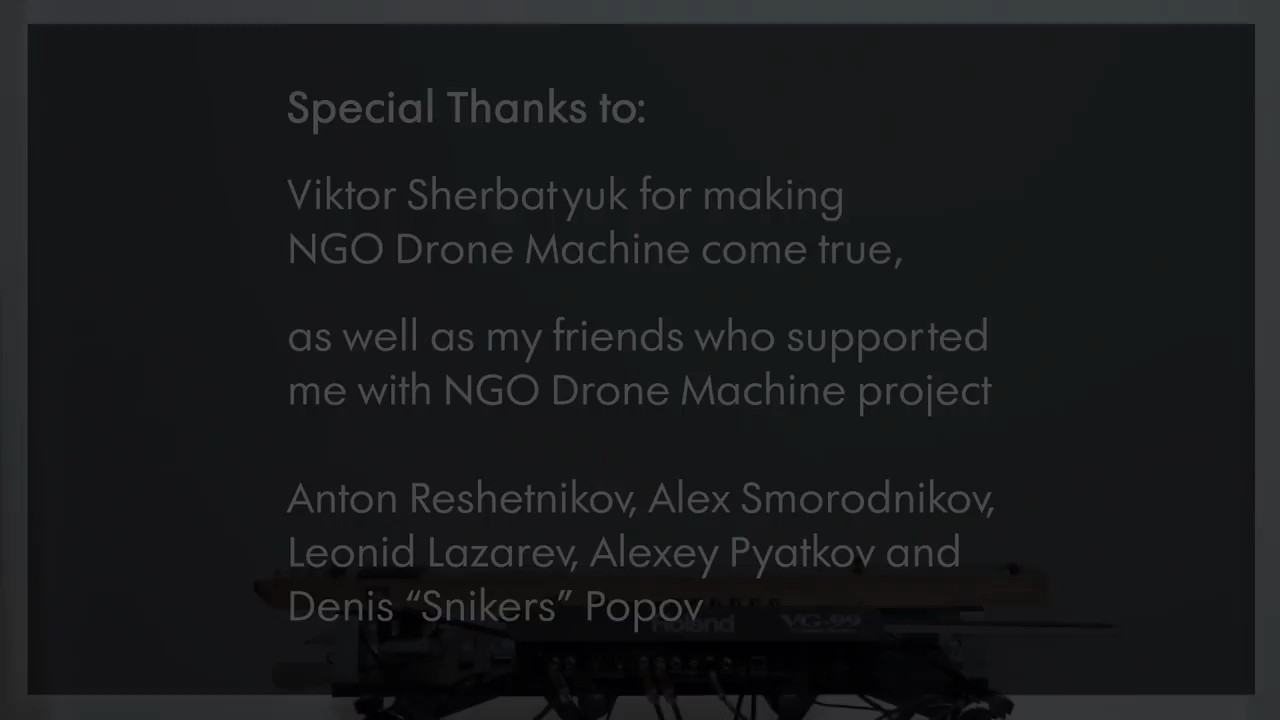 Special Thanks to:
Viktor Sherbatyuk for making
NGO Drone Machine come true,
as well as my friends who supported
me with NGO Drone Machine project
Anton Reshetnikov, Alex Smorodnikov,
Leonid Lazarev, Alexey Pyatkov and
Denis “Snikers” Popov
Roland VG-99